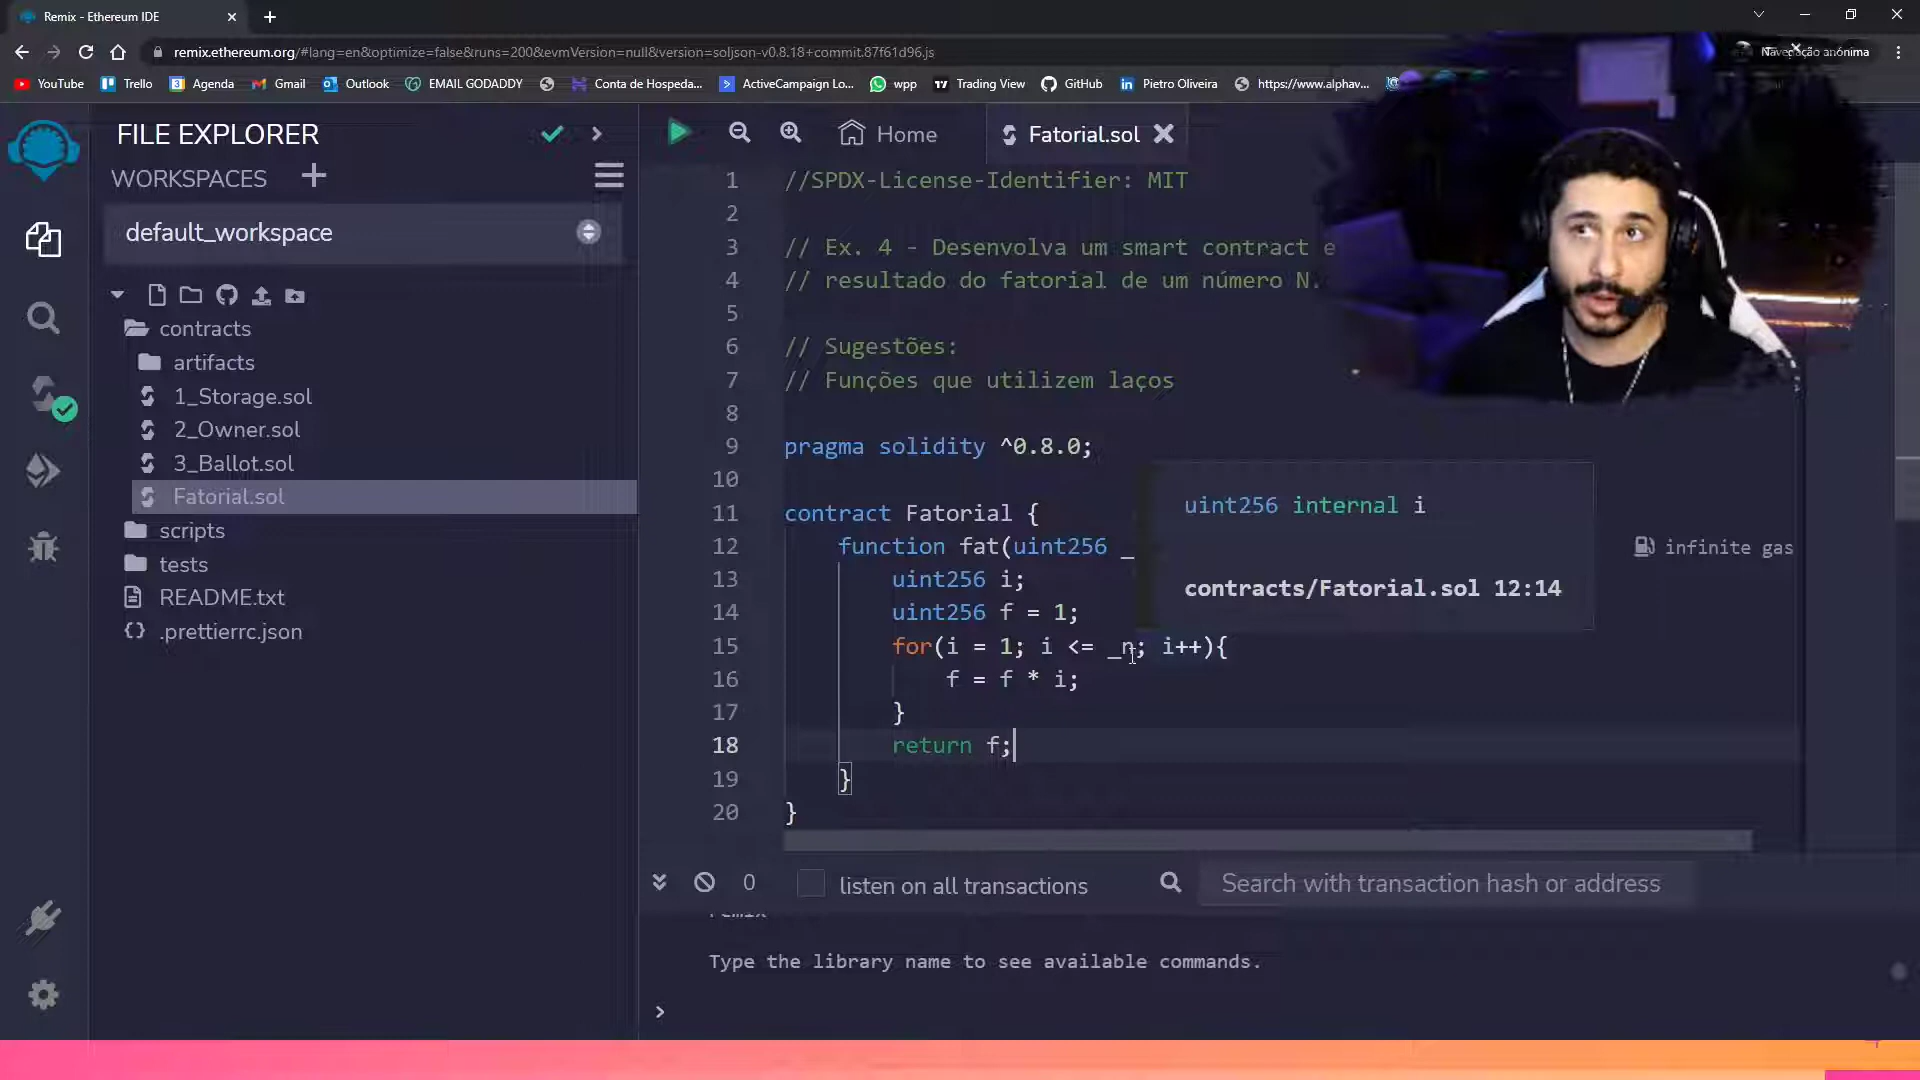 Remix - Ethereum IDE
remix.ethereum.org/#lang=en&optimize=false&runs=200&evmVersion=null&version=soljson-v0.8.18+commit.87f61d96.js
Navegação anónima
YouTube Trello Agenda Gmail Outlook EMAIL GODADDY Conta de Hospeda... ActiveCampaign Lo... wpp Trading View GitHub Pietro Oliveira https://www.alphav...
FILE EXPLORER
WORKSPACES
default_workspace
contracts
artifacts
1_Storage.sol
2_Owner.sol
3_Ballot.sol
Fatorial.sol
scripts
tests
README.txt
.prettierrc.json
Home Fatorial.sol
1 //SPDX-License-Identifier: MIT
2
3 // Ex. 4 - Desenvolva um smart contract e
4 // resultado do fatorial de um número N.
5
6 // Sugestões:
7 // Funções que utilizem laços
8
9 pragma solidity ^0.8.0;
10
11 contract Fatorial {
12 function fat(uint256 _
13 uint256 i;
14 uint256 f = 1;
15 for(i = 1; i <= _n; i++){
16 f = f * i;
17 }
18 return f;
19 }
20 }
uint256 internal i
contracts/Fatorial.sol 12:14
infinite gas
0 listen on all transactions Search with transaction hash or address
remix
Type the library name to see available commands.
>